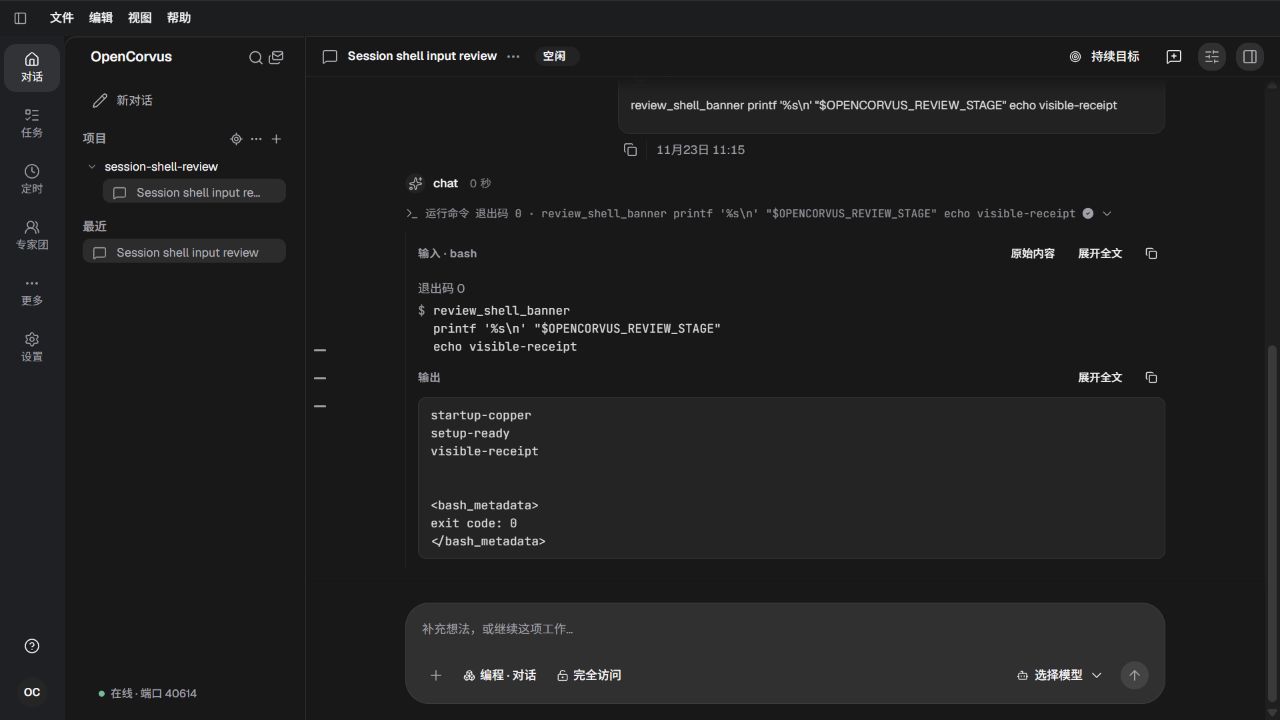 文件 编辑 视图 帮助
对话
任务
定时
专家团
更多
设置
OC
OpenCorvus
新对话
项目
session-shell-review
Session shell input re...
最近
Session shell input review
在线 · 端口 40614
Session shell input review
空闲
持续目标
review_shell_banner printf '%s\n' "$OPENCORVUS_REVIEW_STAGE" echo visible-receipt
11月23日 11:15
chat 0 秒
运行命令 退出码 0 · review_shell_banner printf '%s\n' "$OPENCORVUS_REVIEW_STAGE" echo visible-receipt
输入 · bash 原始内容 展开全文
退出码 0
$ review_shell_banner
printf '%s\n' "$OPENCORVUS_REVIEW_STAGE"
echo visible-receipt
输出 展开全文
startup-copper
setup-ready
visible-receipt
<bash_metadata>
exit code: 0
</bash_metadata>
补充想法，或继续这项工作...
编程 · 对话 完全访问 选择模型